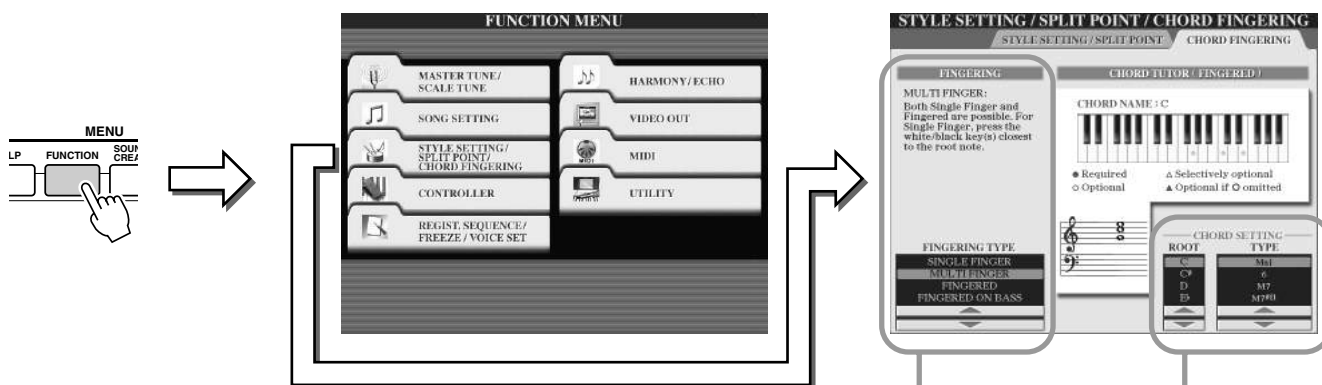 MENU
LP
FUNCTION
SOUN
CREA
FUNCTION MENU
MASTER TUNE/
SCALE TUNE
SONG SETTING
STYLE SETTING/
SPLIT POINT/
CHORD FINGERING
CONTROLLER
REGIST. SEQUENCE/
FREEZE / VOICE SET
HARMONY/ECHO
VIDEO OUT
MIDI
UTILITY
STYLE SETTING / SPLIT POINT / CHORD FINGERING
STYLE SETTING / SPLIT POINT
CHORD FINGERING
FINGERING
MULTI FINGER:
Both Single Finger and
Fingered are possible. For
Single Finger, press the
white/black key(s) closest
to the root note.
FINGERING TYPE
SINGLE FINGER
MULTI FINGER
FINGERED
FINGERED ON BASS
CHORD TUTOR ( FINGERED )
CHORD NAME : C
● Required
△ Selectively optional
○ Optional
▲ Optional if ○ omitted
CHORD SETTING
ROOT
TYPE
C
Maj
C#
6
D
M7
E♭